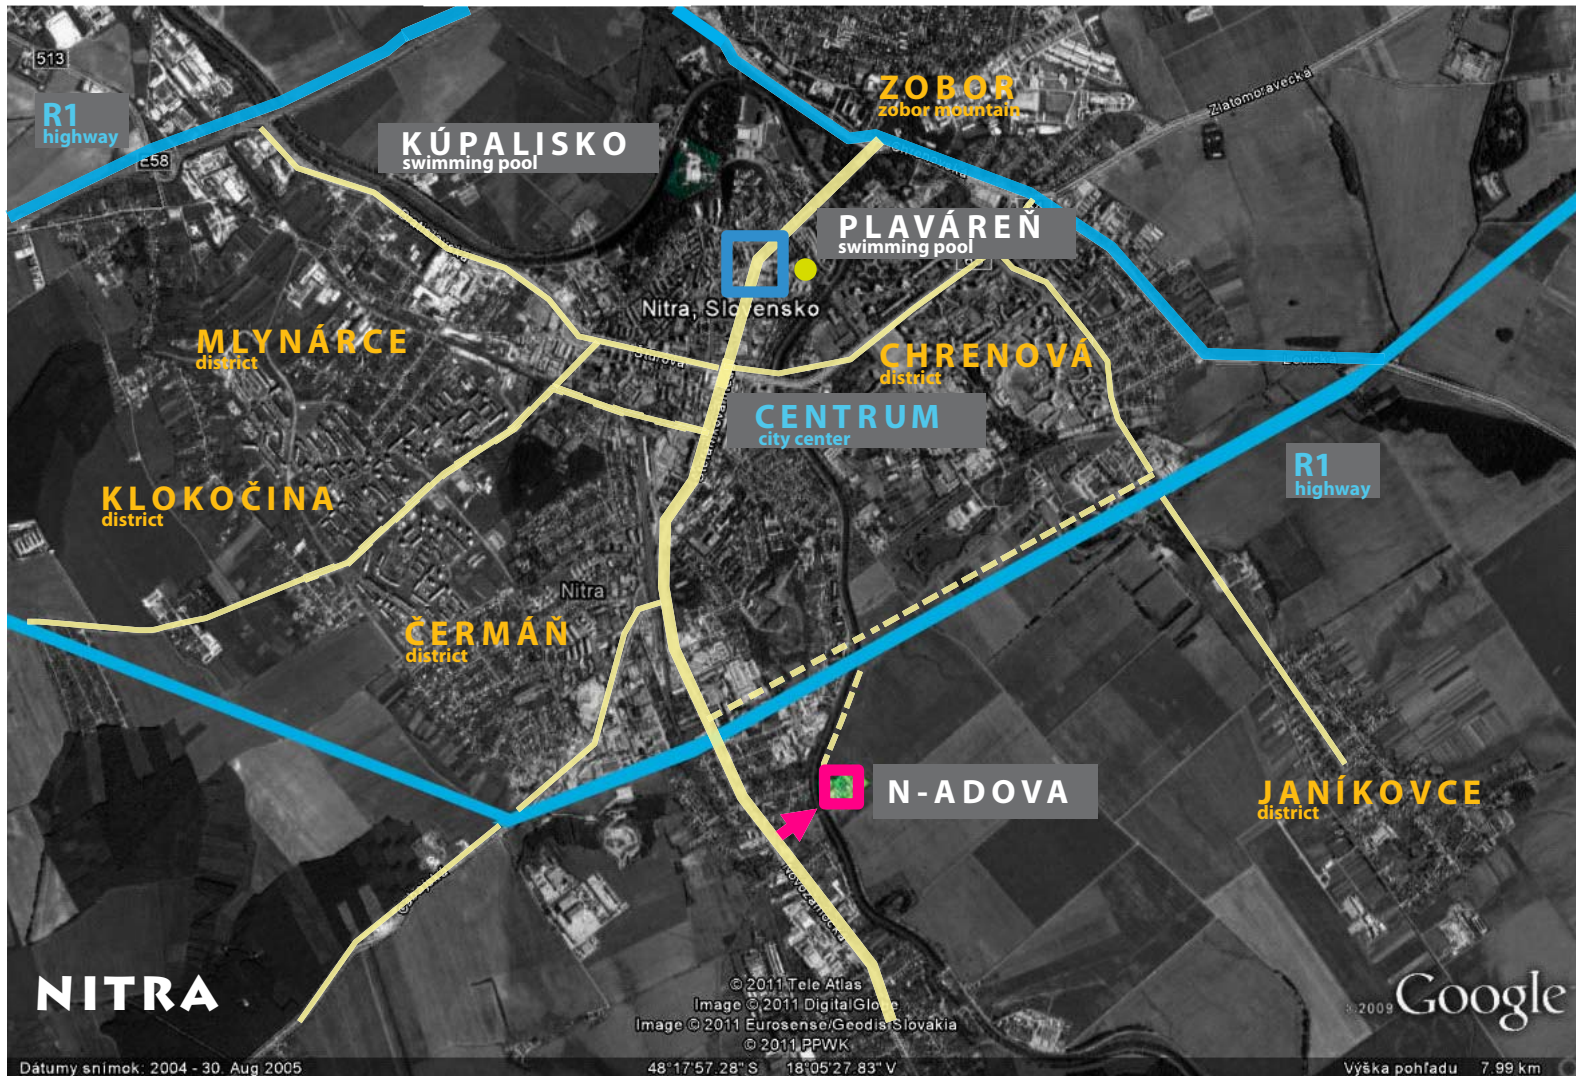 513
R1
highway
E58
KÚPALISKO
swimming pool
ZOBOR
zobor mountain
Zlatomoravecká
PLAVÁREŇ
swimming pool
Nitra, Slovensko
MLYNÁRCE
district
Štúrova
CHRENOVÁ
district
CENTRUM
city center
R1
highway
KLOKOČINA
district
Nitra
ČERMÁŇ
district
N-ADOVA
JANÍKOVCE
district
Novozámocká
NITRA
© 2011 Tele Atlas
Image © 2011 DigitalGlobe
Image © 2011 Eurosense/Geodis Slovakia
© 2011 PPWK
© 2009 Google
Dátumy snímok: 2004 - 30. Aug 2005
48°17'57.28" S 18°05'27.83" V
Výška pohľadu 7.99 km